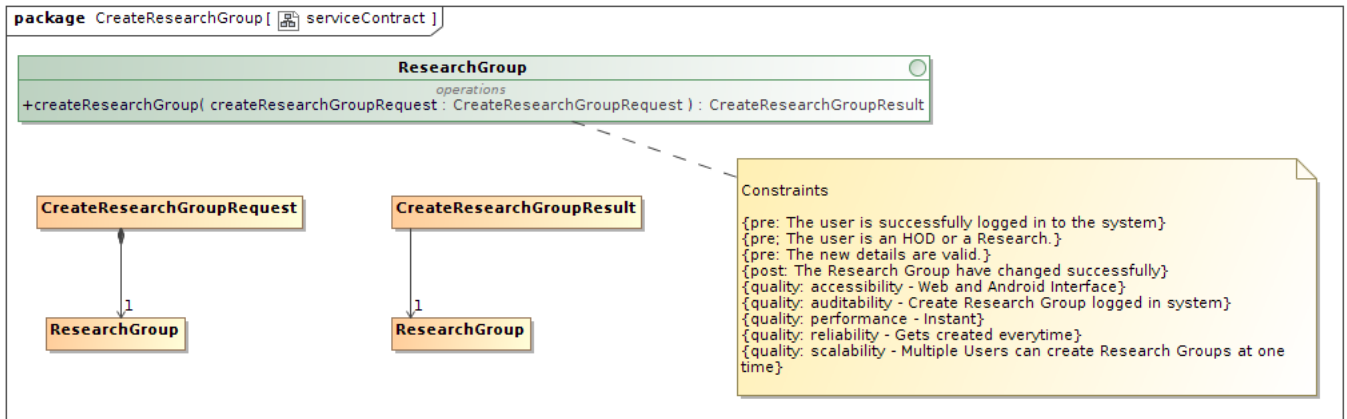 package CreateResearchGroup [ serviceContract ]
ResearchGroup
operations
+createResearchGroup( createResearchGroupRequest : CreateResearchGroupRequest ) : CreateResearchGroupResult
CreateResearchGroupRequest
CreateResearchGroupResult
1
1
ResearchGroup
ResearchGroup
Constraints
{pre: The user is successfully logged in to the system}
{pre; The user is an HOD or a Research.}
{pre: The new details are valid.}
{post: The Research Group have changed successfully}
{quality: accessibility - Web and Android Interface}
{quality: auditability - Create Research Group logged in system}
{quality: performance - Instant}
{quality: reliability - Gets created everytime}
{quality: scalability - Multiple Users can create Research Groups at one
time}